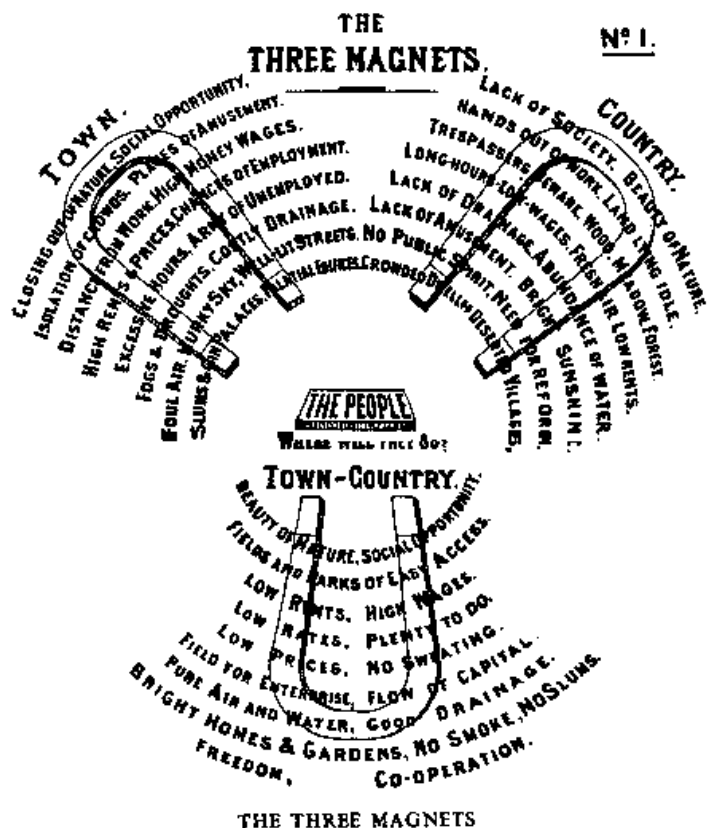 THE
THREE MAGNETS.
Nº 1.
TOWN.
CLOSING OUT OF NATURE. SOCIAL OPPORTUNITY.
ISOLATION OF CROWDS. PLACES OF AMUSEMENT.
DISTANCE FROM WORK. HIGH MONEY WAGES.
HIGH RENTS & PRICES. CHANCES OF EMPLOYMENT.
EXCESSIVE HOURS. ARMY OF UNEMPLOYED.
FOGS & DROUGHTS. COSTLY DRAINAGE.
FOUL AIR. MURKY SKY. WELL-LIT STREETS.
SLUMS & GIN PALACES. PALATIAL EDIFICES.
COUNTRY.
LACK OF SOCIETY. BEAUTY OF NATURE.
HANDS OUT OF WORK. LAND LYING IDLE.
TRESPASSERS BEWARE. WOOD, MEADOW, FOREST.
LONG HOURS-LOW WAGES. FRESH AIR. LOW RENTS.
LACK OF DRAINAGE. ABUNDANCE OF WATER.
LACK OF AMUSEMENT. BRIGHT SUNSHINE.
NO PUBLIC SPIRIT. NEED FOR REFORM.
CROWDED DWELLINGS. DESERTED VILLAGES.
THE PEOPLE
WHERE WILL THEY GO?
TOWN-COUNTRY.
BEAUTY OF NATURE, SOCIAL OPPORTUNITY.
FIELDS AND PARKS OF EASY ACCESS.
LOW RENTS, HIGH WAGES.
LOW RATES, PLENTY TO DO.
LOW PRICES, NO SWEATING.
FIELD FOR ENTERPRISE, FLOW OF CAPITAL.
PURE AIR AND WATER, GOOD DRAINAGE.
BRIGHT HOMES & GARDENS, NO SMOKE, NO SLUMS.
FREEDOM, CO-OPERATION.
THE THREE MAGNETS